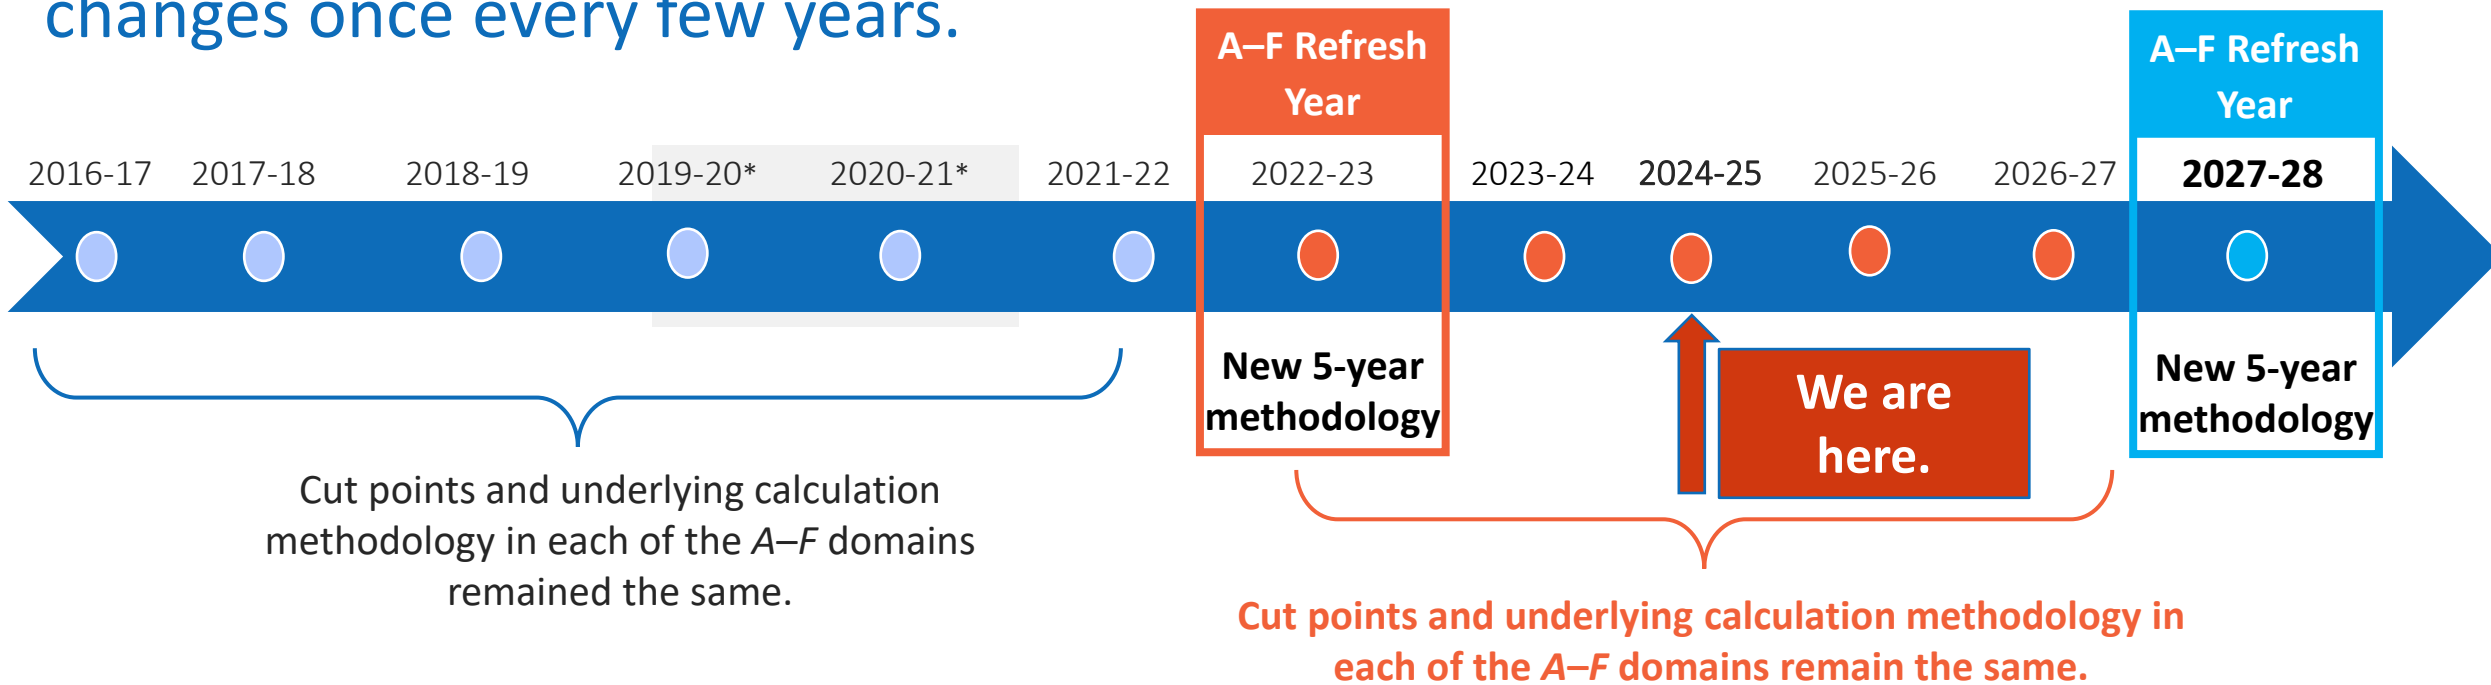 changes once every few years.
A–F Refresh
Year
A–F Refresh
Year
2016-17 2017-18 2018-19 2019-20* 2020-21* 2021-22 2022-23 2023-24 2024-25 2025-26 2026-27 2027-28
New 5-year
methodology
We are
here.
New 5-year
methodology
Cut points and underlying calculation
methodology in each of the A–F domains
remained the same.
Cut points and underlying calculation methodology in
each of the A–F domains remain the same.